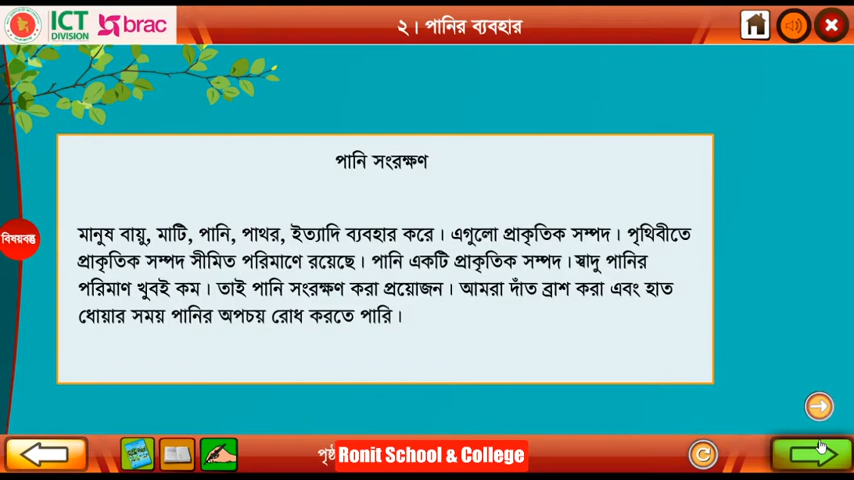 ICT
DIVISION
brac
২। পানির ব্যবহার
পানি সংরক্ষণ
মানুষ বায়ু, মাটি, পানি, পাথর, ইত্যাদি ব্যবহার করে। এগুলো প্রাকৃতিক সম্পদ। পৃথিবীতে
প্রাকৃতিক সম্পদ সীমিত পরিমাণে রয়েছে। পানি একটি প্রাকৃতিক সম্পদ। স্বাদু পানির
পরিমাণ খুবই কম। তাই পানি সংরক্ষণ করা প্রয়োজন। আমরা দাঁত ব্রাশ করা এবং হাত
ধোয়ার সময় পানির অপচয় রোধ করতে পারি।
বিষয়বস্তু
Ronit School & College